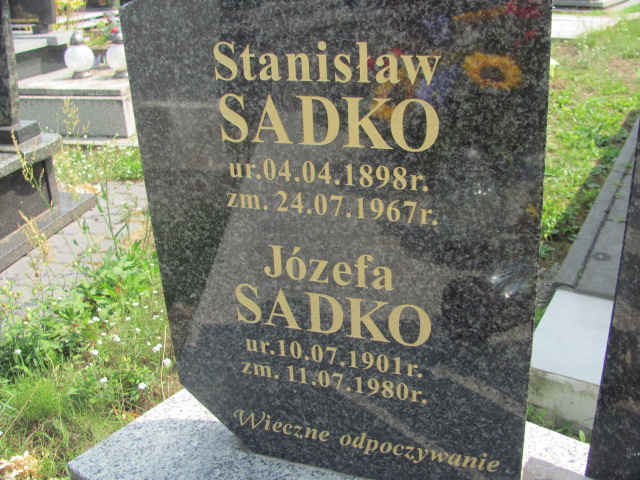 Stanisław
SADKO
ur.04.04.1898r.
zm. 24.07.1967r.
Józefa
SADKO
ur.10.07.1901r.
zm. 11.07.1980r.
Wieczne odpoczywanie